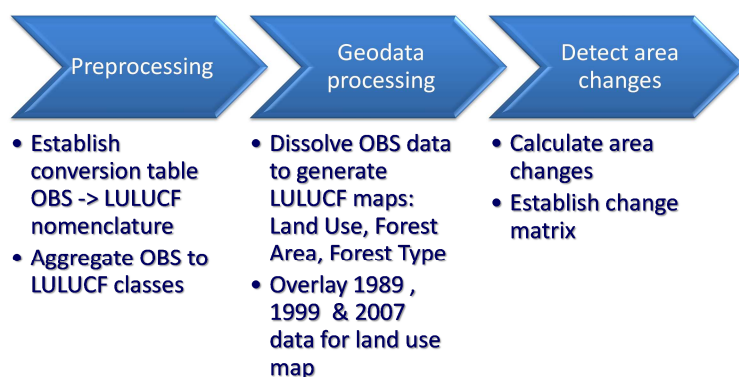 Preprocessing
• Establish
conversion table
OBS -> LULUCF
nomenclature
• Aggregate OBS to
LULUCF classes
Geodata
processing
• Dissolve OBS data
to generate
LULUCF maps:
Land Use, Forest
Area, Forest Type
• Overlay 1989 ,
1999 & 2007
data for land use
map
Detect area
changes
• Calculate area
changes
• Establish change
matrix